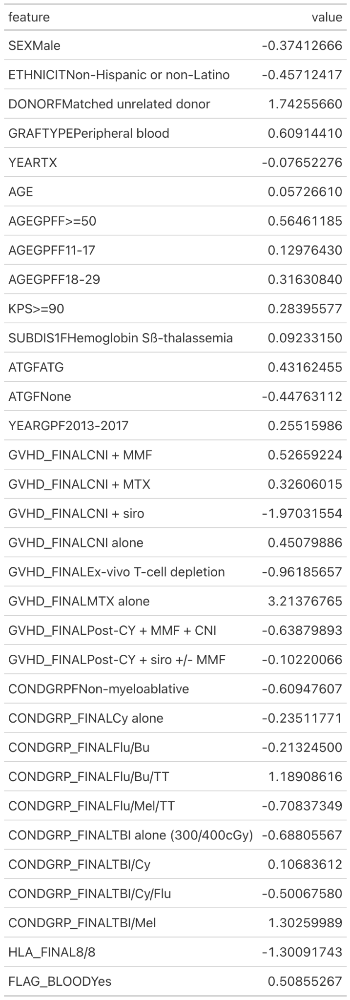 feature value
SEXMale -0.37412666
ETHNICITNon-Hispanic or non-Latino -0.45712417
DONORFMatched unrelated donor 1.74255660
GRAFTYPEPeripheral blood 0.60914410
YEARTX -0.07652276
AGE 0.05726610
AGEGPFF>=50 0.56461185
AGEGPFF11-17 0.12976430
AGEGPFF18-29 0.31630840
KPS>=90 0.28395577
SUBDIS1FHemoglobin Sß-thalassemia 0.09233150
ATGFATG 0.43162455
ATGFNone -0.44763112
YEARGPF2013-2017 0.25515986
GVHD_FINALCNI + MMF 0.52659224
GVHD_FINALCNI + MTX 0.32606015
GVHD_FINALCNI + siro -1.97031554
GVHD_FINALCNI alone 0.45079886
GVHD_FINALEx-vivo T-cell depletion -0.96185657
GVHD_FINALMTX alone 3.21376765
GVHD_FINALPost-CY + MMF + CNI -0.63879893
GVHD_FINALPost-CY + siro +/- MMF -0.10220066
CONDGRPFNon-myeloablative -0.60947607
CONDGRP_FINALCy alone -0.23511771
CONDGRP_FINALFlu/Bu -0.21324500
CONDGRP_FINALFlu/Bu/TT 1.18908616
CONDGRP_FINALFlu/Mel/TT -0.70837349
CONDGRP_FINALTBI alone (300/400cGy) -0.68805567
CONDGRP_FINALTBI/Cy 0.10683612
CONDGRP_FINALTBI/Cy/Flu -0.50067580
CONDGRP_FINALTBI/Mel 1.30259989
HLA_FINAL8/8 -1.30091743
FLAG_BLOODYes 0.50855267